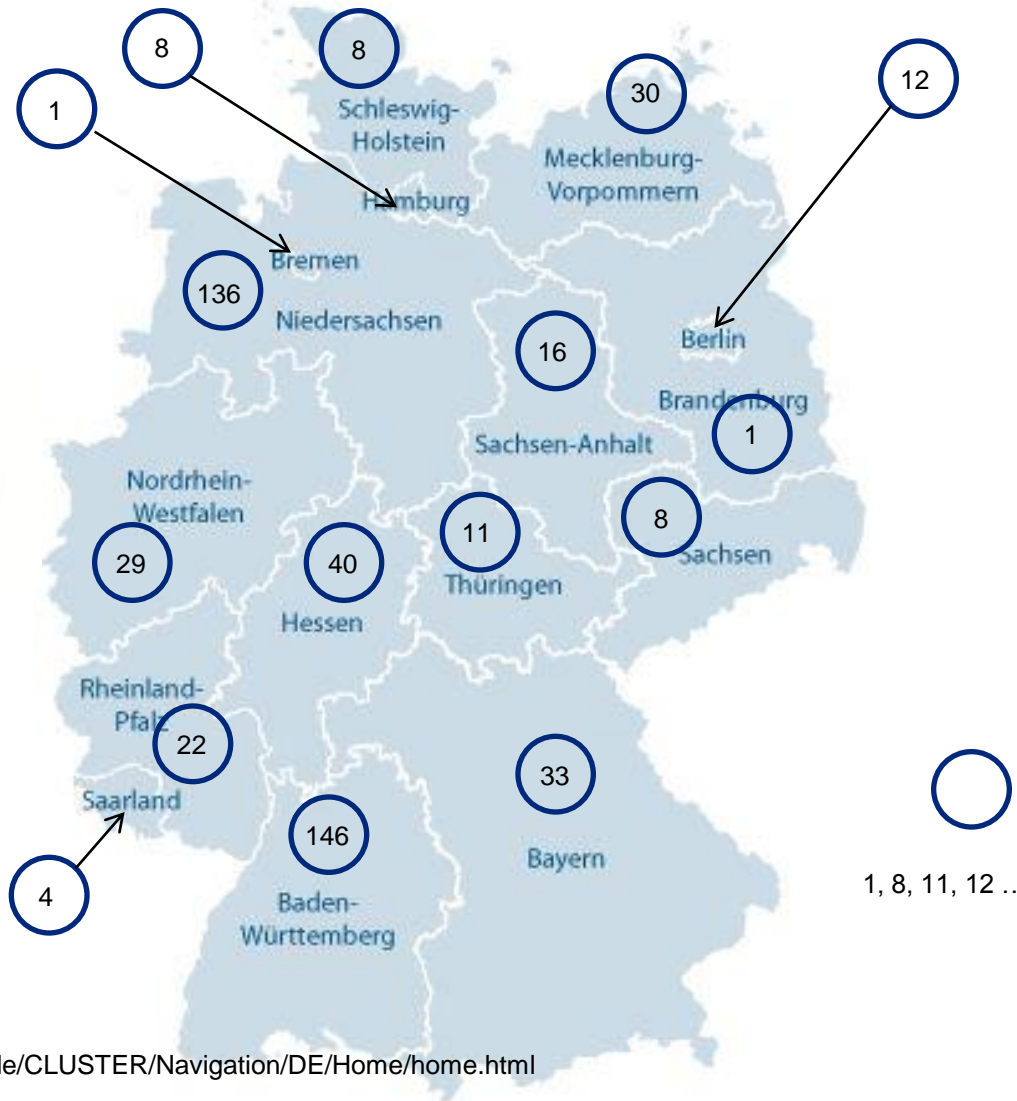 8
8
1
30
12
Schleswig-
Holstein
Mecklenburg-
Vorpommern
Hamburg
Bremen
136
Niedersachsen
16
Berlin
Brandenburg
1
Sachsen-Anhalt
Nordrhein-
Westfalen
29
40
11
8
Sachsen
Thüringen
Hessen
Rheinland-
Pfalz
22
33
Saarland
146
Bayern
4
1, 8, 11, 12 ..
Baden-
Württemberg
le/CLUSTER/Navigation/DE/Home/home.html